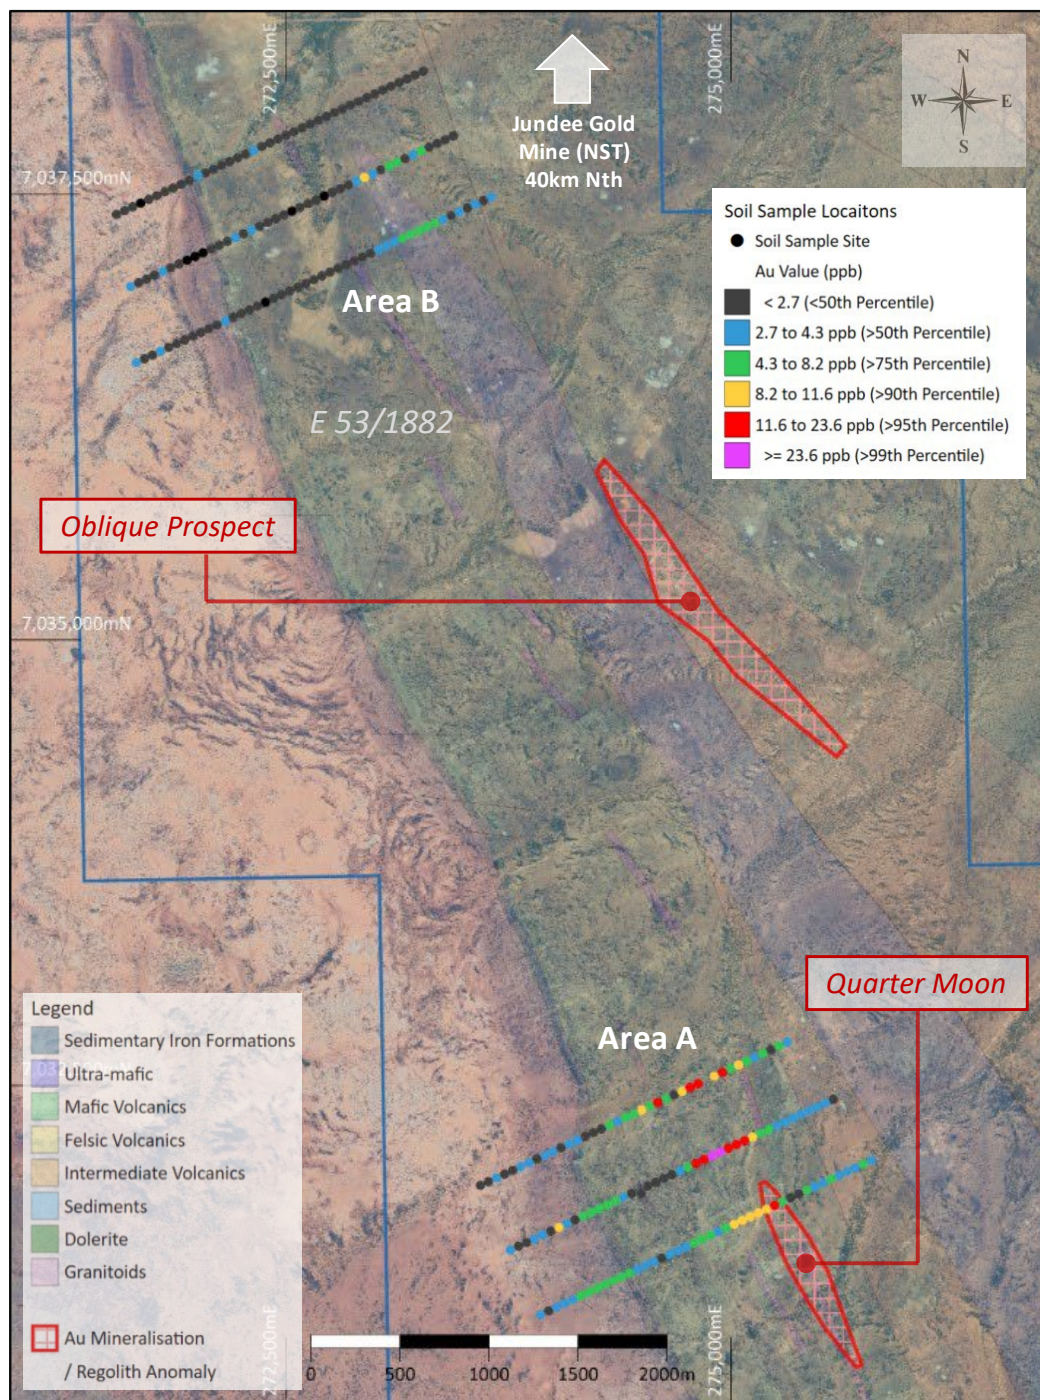 272,500mE
275,000mE
N
W E
S
Jundee Gold
Mine (NST)
40km Nth
7,037,500mN
Soil Sample Locaitons
Soil Sample Site
Au Value (ppb)
< 2.7 (<50th Percentile)
2.7 to 4.3 ppb (>50th Percentile)
4.3 to 8.2 ppb (>75th Percentile)
8.2 to 11.6 ppb (>90th Percentile)
11.6 to 23.6 ppb (>95th Percentile)
>= 23.6 ppb (>99th Percentile)
Area B
E 53/1882
Oblique Prospect
7,035,000mN
Quarter Moon
Area A
Legend
Sedimentary Iron Formations
Ultra-mafic
Mafic Volcanics
Felsic Volcanics
Intermediate Volcanics
Sediments
Dolerite
Granitoids
Au Mineralisation
/ Regolith Anomaly
272,500mE
275,000mE
0 500 1000 1500 2000m